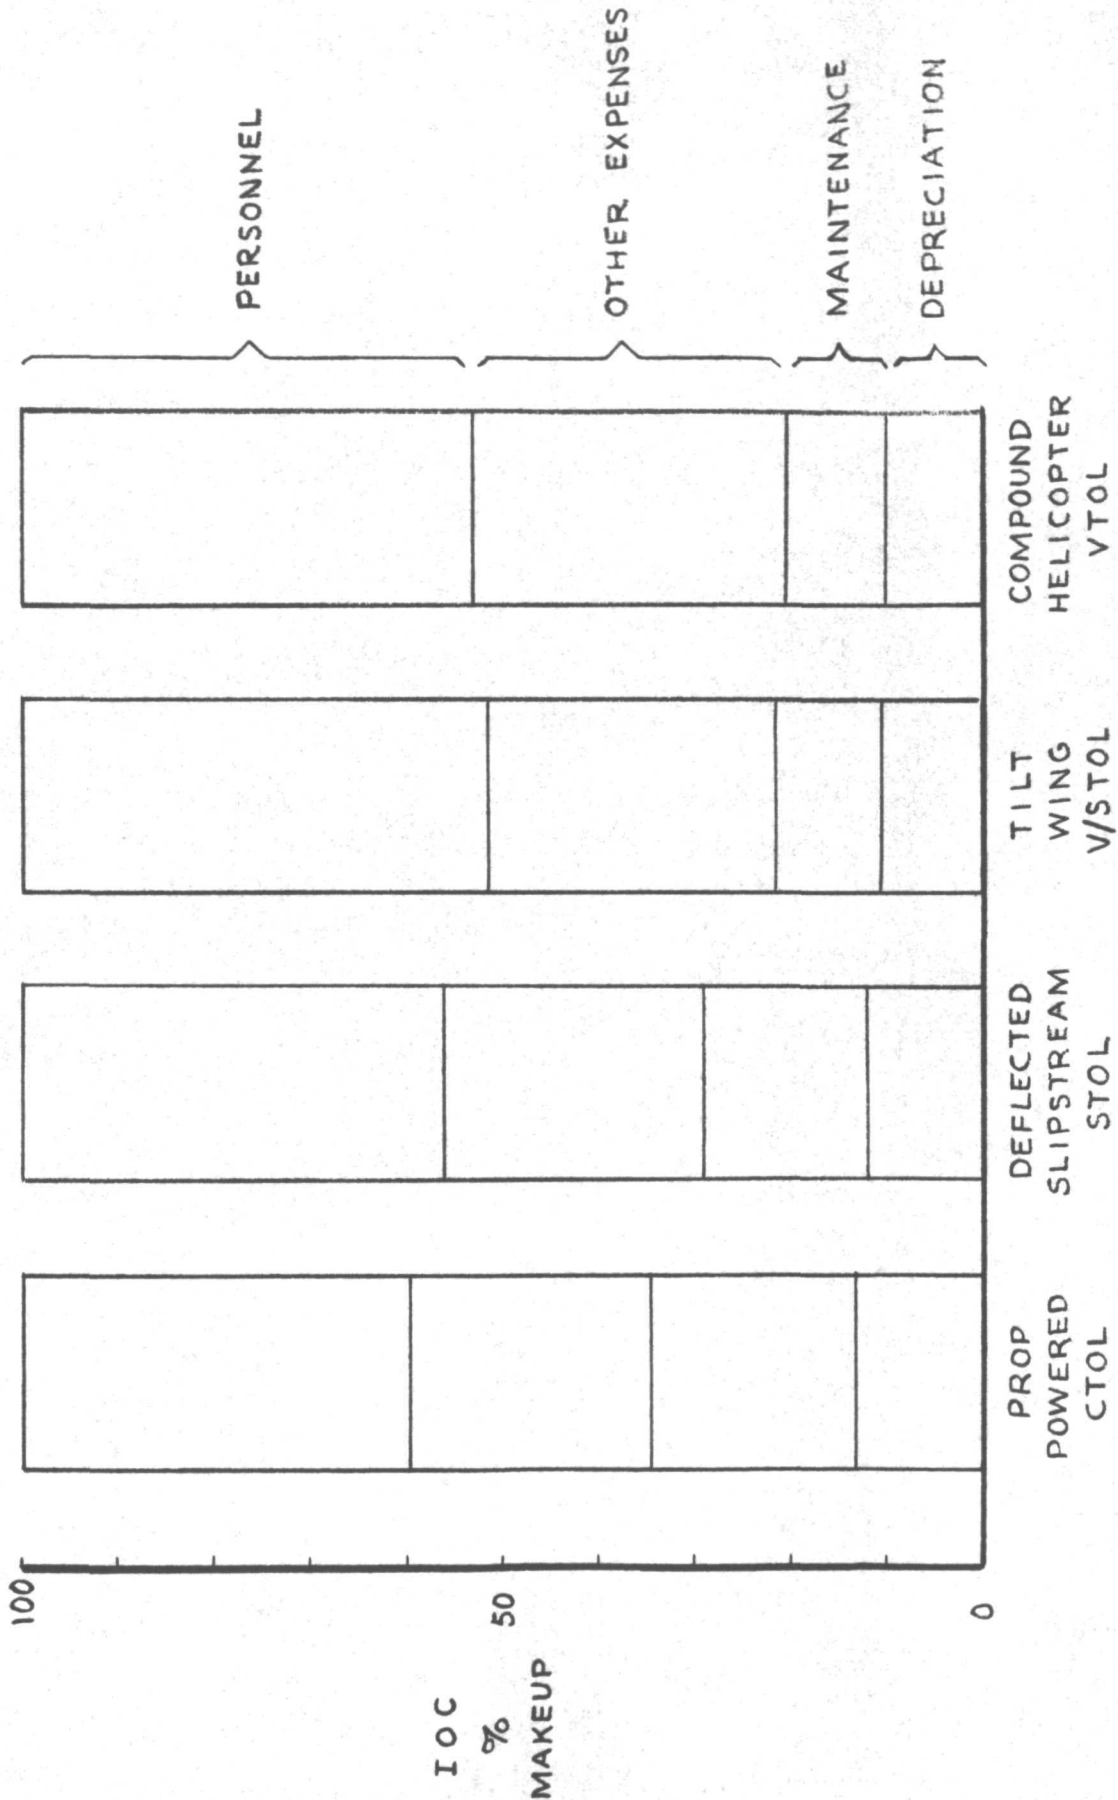 100
50
0
IOC
%
MAKEUP
PROP
POWERED
CTOL
DEFLECTED
SLIPSTREAM
STOL
TILT
WING
V/STOL
COMPOUND
HELICOPTER
VTOL
PERSONNEL
OTHER EXPENSES
MAINTENANCE
DEPRECIATION